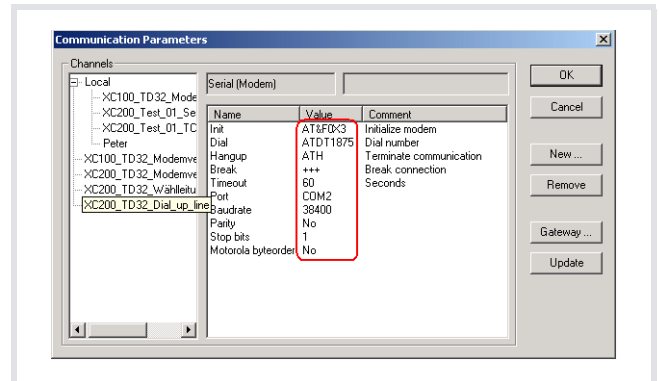 Communication Parameters
Channels
Local
XC100_TD32_Mode
XC200_Test_01_Se
XC200_Test_01_TC
Peter
XC100_TD32_Modemve
XC200_TD32_Modemve
XC200_TD32_Wählleitu
XC200_TD32_Dial_up_line
Serial (Modem)
Name Value Comment
Init AT&F0X3 Initialize modem
Dial ATDT1875 Dial number
Hangup ATH Terminate communication
Break +++ Break connection
Timeout 60 Seconds
Port COM2
Baudrate 38400
Parity No
Stop bits 1
Motorola byteorder No
OK
Cancel
New ...
Remove
Gateway ...
Update